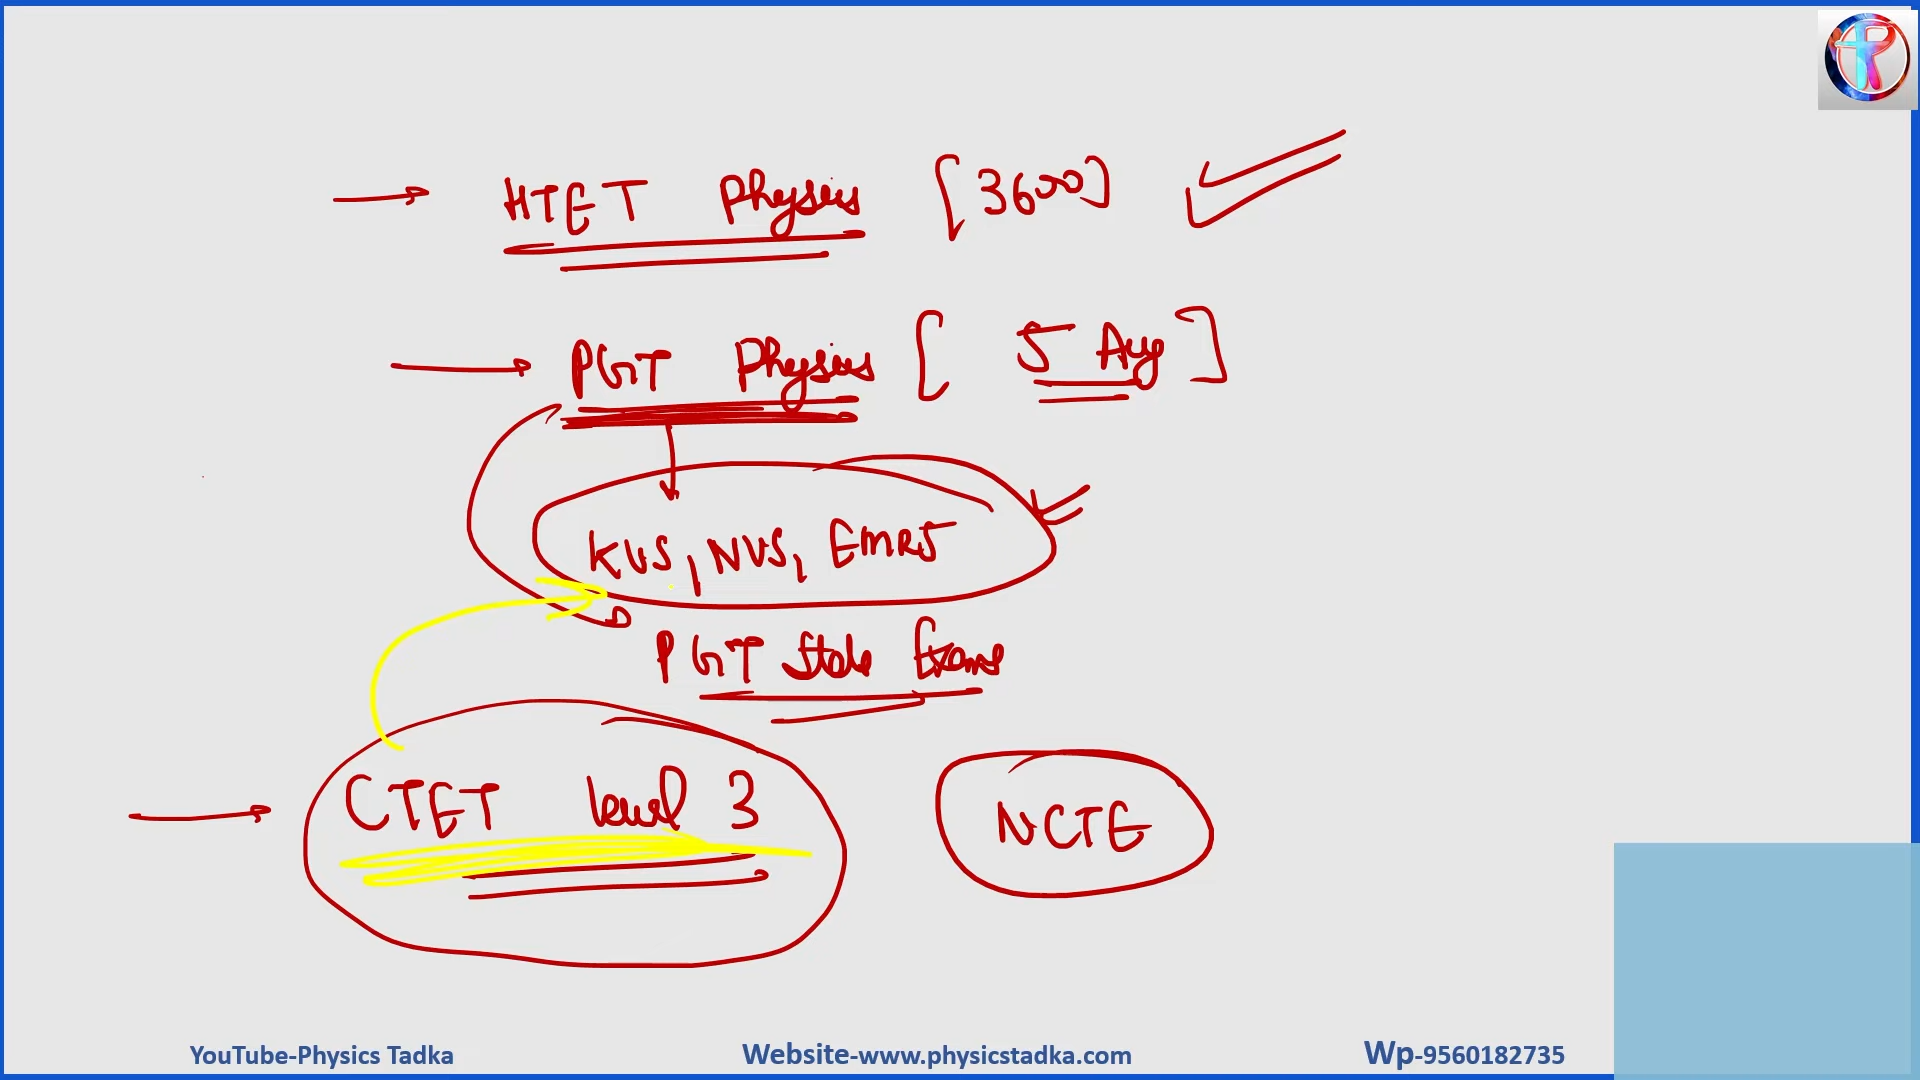 HTET Physics [3600]
PGT Physics [5 Aug]
KVS, NVS, EMRS
PGT State Exams
CTET level 3
NCTE
YouTube-Physics Tadka
Website-www.physicstadka.com
Wp-9560182735